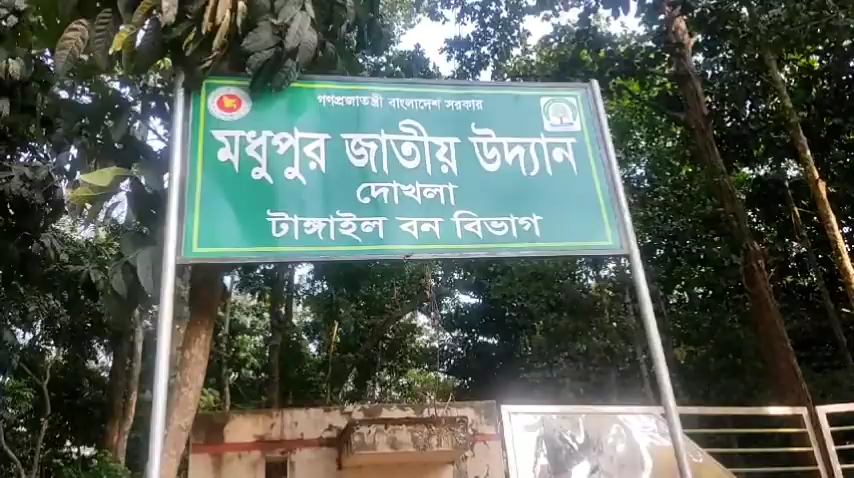 গণপ্রজাতন্ত্রী বাংলাদেশ সরকার
মধুপুর জাতীয় উদ্যান
দোখলা
টাঙ্গাইল বন বিভাগ